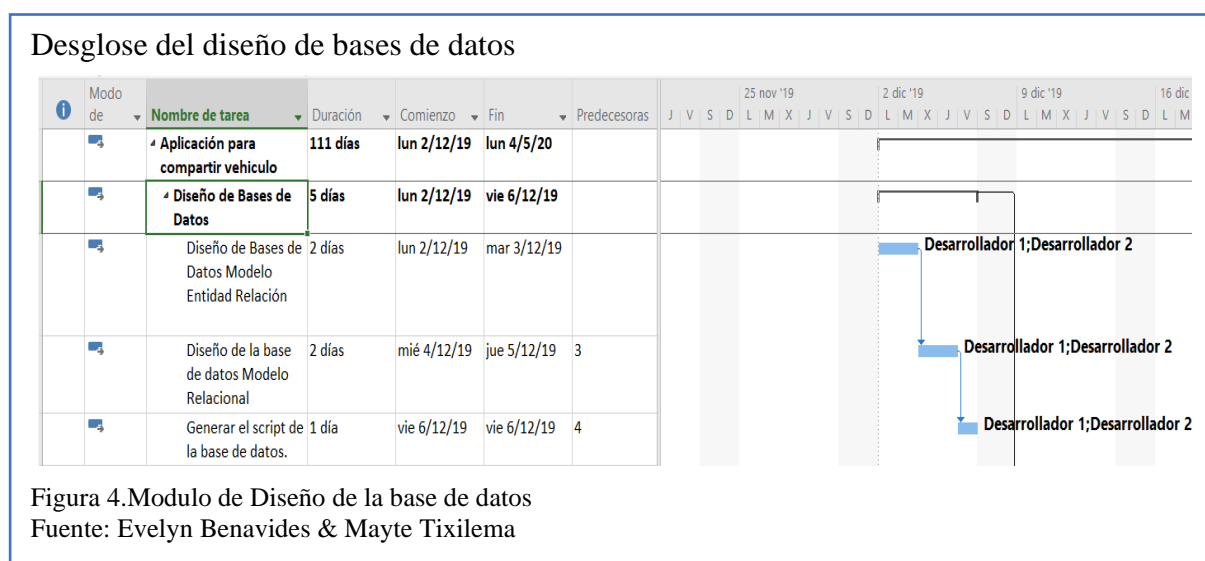 Desglose del diseño de bases de datos
Modo de Nombre de tarea Duración Comienzo Fin Predecesoras
25 nov '19 2 dic '19 9 dic '19 16 dic
J V S D L M X J V S D L M X J V S D L M X J V S D L M
Aplicación para compartir vehiculo 111 días lun 2/12/19 lun 4/5/20
Diseño de Bases de Datos 5 días lun 2/12/19 vie 6/12/19
Diseño de Bases de Datos Modelo Entidad Relación 2 días lun 2/12/19 mar 3/12/19
Desarrollador 1;Desarrollador 2
Diseño de la base de datos Modelo Relacional 2 días mié 4/12/19 jue 5/12/19 3
Desarrollador 1;Desarrollador 2
Generar el script de la base de datos. 1 día vie 6/12/19 vie 6/12/19 4
Desarrollador 1;Desarrollador 2
Figura 4.Modulo de Diseño de la base de datos
Fuente: Evelyn Benavides & Mayte Tixilema